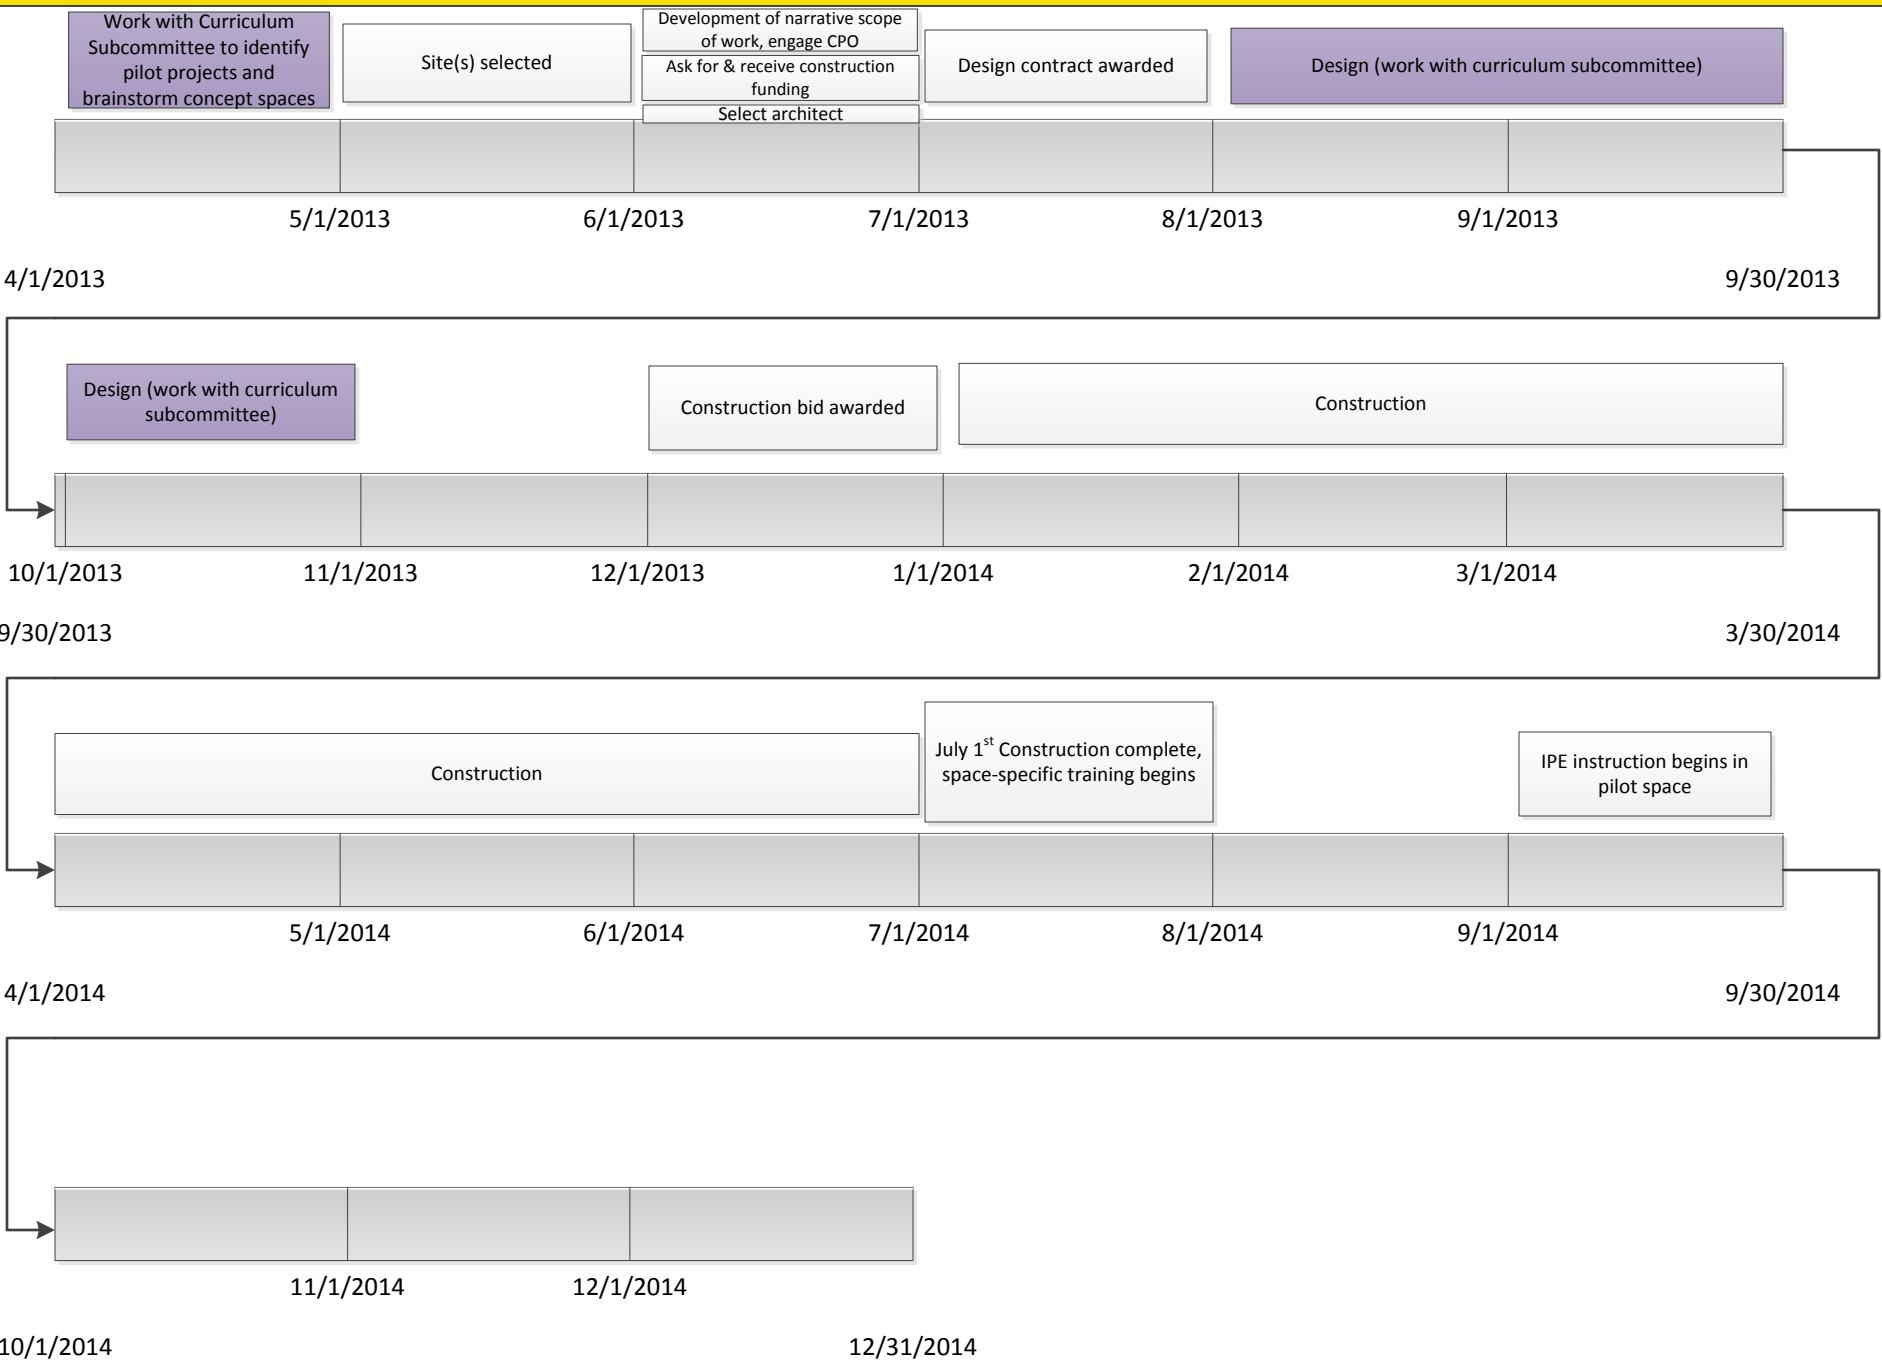 Work with Curriculum
Subcommittee to identify
pilot projects and
brainstorm concept spaces
Site(s) selected
Development of narrative scope
of work, engage CPO
Ask for & receive construction
funding
Select architect
Design contract awarded
Design (work with curriculum subcommittee)
5/1/2013
6/1/2013
7/1/2013
8/1/2013
9/1/2013
4/1/2013
9/30/2013
Design (work with curriculum
subcommittee)
Construction bid awarded
Construction
10/1/2013
11/1/2013
12/1/2013
1/1/2014
2/1/2014
3/1/2014
9/30/2013
3/30/2014
Construction
July 1st Construction complete,
space-specific training begins
IPE instruction begins in
pilot space
5/1/2014
6/1/2014
7/1/2014
8/1/2014
9/1/2014
4/1/2014
9/30/2014
11/1/2014
12/1/2014
10/1/2014
12/31/2014